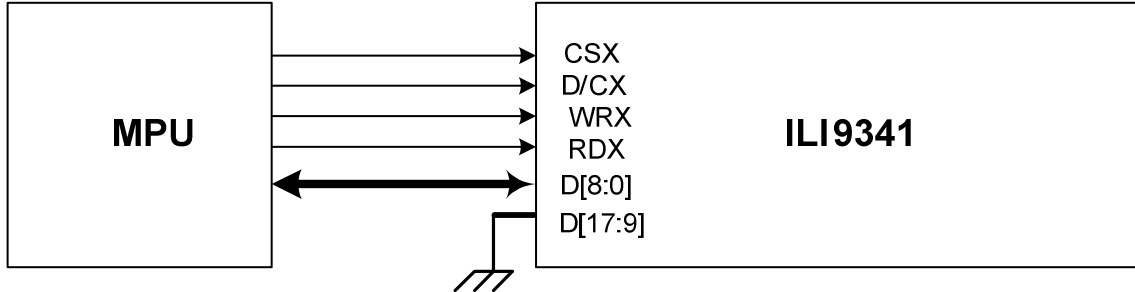 MPU
CSX
D/CX
WRX
RDX
D[8:0]
D[17:9]
ILI9341